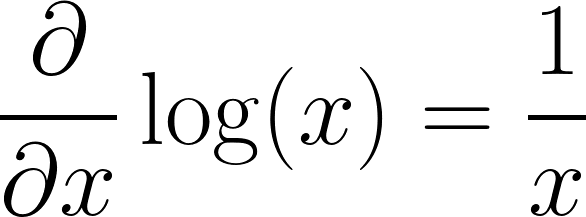 ∂/∂x log(x) = 1/x